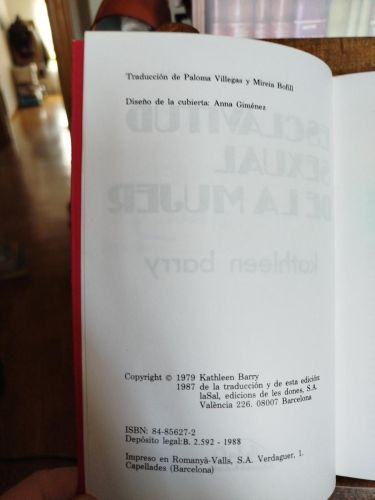 Traducción de Paloma Villegas y Mireia Bofill
Diseño de la cubierta: Anna Giménez
ESCLAVITUD
SEXUAL
DE LA MUJER
kathleen barry
Copyright © 1979 Kathleen Barry
1987 de la traducción y de esta edición
laSal, edicions de les dones, S.A.
València 226. 08007 Barcelona
ISBN: 84-85627-2
Depósito legal: B. 2.592 - 1988
Impreso en Romanyà-Valls, S.A. Verdaguer, 1.
Capellades (Barcelona)